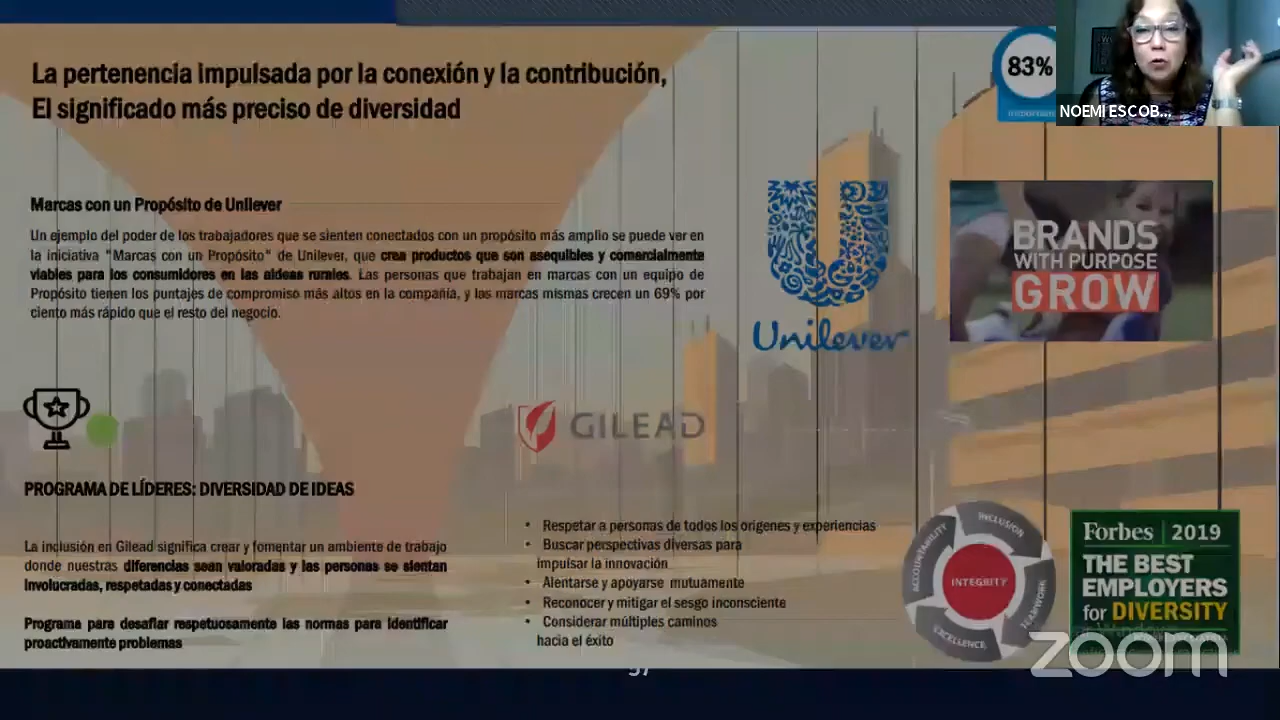 La pertenencia impulsada por la conexión y la contribución,
El significado más preciso de diversidad
83%
NOEMI ESCOB...
Marcas con un Propósito de Unilever
Un ejemplo del poder de los trabajadores que se sienten conectados con un propósito más amplio se puede ver en
la iniciativa "Marcas con un Propósito" de Unilever, que crea productos que son asequibles y comercialmente
viables para los consumidores en las aldeas rurales. Las personas que trabajan en marcas con un equipo de
Propósito tienen los puntajes de compromiso más altos en la compañía, y las marcas mismas crecen un 69% por
ciento más rápido que el resto del negocio.
Unilever
BRANDS
WITH PURPOSE
GROW
GILEAD
PROGRAMA DE LÍDERES: DIVERSIDAD DE IDEAS
La inclusión en Gilead significa crear y fomentar un ambiente de trabajo
donde nuestras diferencias sean valoradas y las personas se sientan
involucradas, respetadas y conectadas
Programa para desafiar respetuosamente las normas para identificar
proactivamente problemas
• Respetar a personas de todos los orígenes y experiencias
• Buscar perspectivas diversas para
impulsar la innovación
• Alentarse y apoyarse mutuamente
• Reconocer y mitigar el sesgo inconsciente
• Considerar múltiples caminos
hacia el éxito
INCLUSION
TEAMWORK
EXCELLENCE
ACCOUNTABILITY
INTEGRITY
Forbes | 2019
THE BEST
EMPLOYERS
for DIVERSITY
zoom